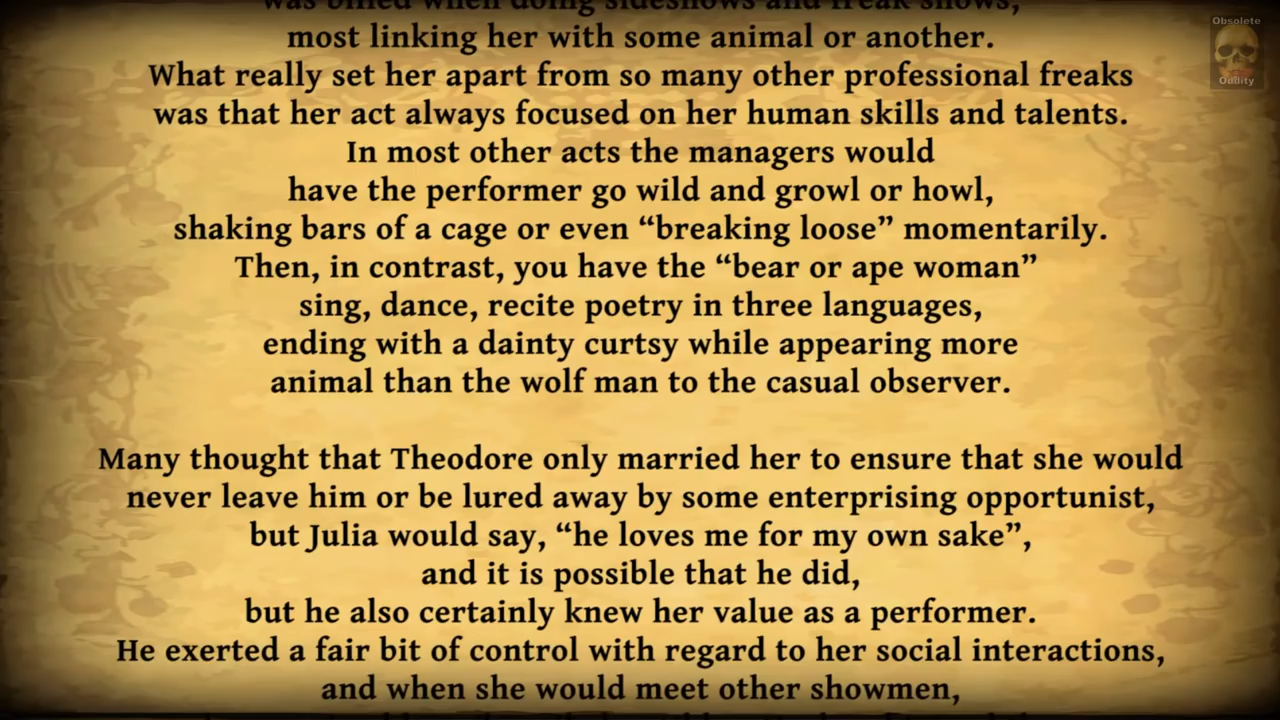 was billed when doing sideshows and freak shows,
most linking her with some animal or another.
What really set her apart from so many other professional freaks
was that her act always focused on her human skills and talents.
In most other acts the managers would
have the performer go wild and growl or howl,
shaking bars of a cage or even “breaking loose” momentarily.
Then, in contrast, you have the “bear or ape woman”
sing, dance, recite poetry in three languages,
ending with a dainty curtsy while appearing more
animal than the wolf man to the casual observer.
Many thought that Theodore only married her to ensure that she would
never leave him or be lured away by some enterprising opportunist,
but Julia would say, “he loves me for my own sake”,
and it is possible that he did,
but he also certainly knew her value as a performer.
He exerted a fair bit of control with regard to her social interactions,
and when she would meet other showmen,
Obsolete
Oddity